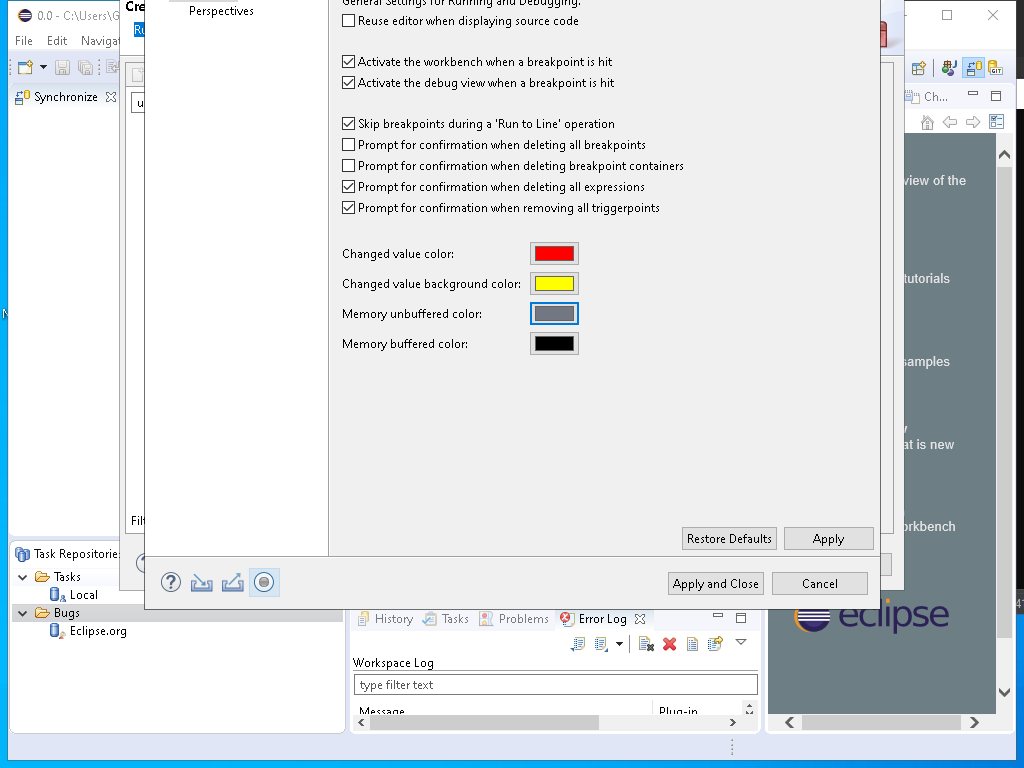 0.0 - C:\Users\G
File Edit Navigat
Synchronize
Cre
Perspectives
General Settings for Running and Debugging.
Reuse editor when displaying source code
Activate the workbench when a breakpoint is hit
Activate the debug view when a breakpoint is hit
Skip breakpoints during a 'Run to Line' operation
Prompt for confirmation when deleting all breakpoints
Prompt for confirmation when deleting breakpoint containers
Prompt for confirmation when deleting all expressions
Prompt for confirmation when removing all triggerpoints
Changed value color:
Changed value background color:
Memory unbuffered color:
Memory buffered color:
Restore Defaults Apply
Apply and Close Cancel
Ch...
GIT
view of the
tutorials
samples
at is new
orkbench
eclipse
Filt
Task Repositories
Tasks
Local
Bugs
Eclipse.org
History Tasks Problems Error Log
Workspace Log
type filter text
Message Plug-in